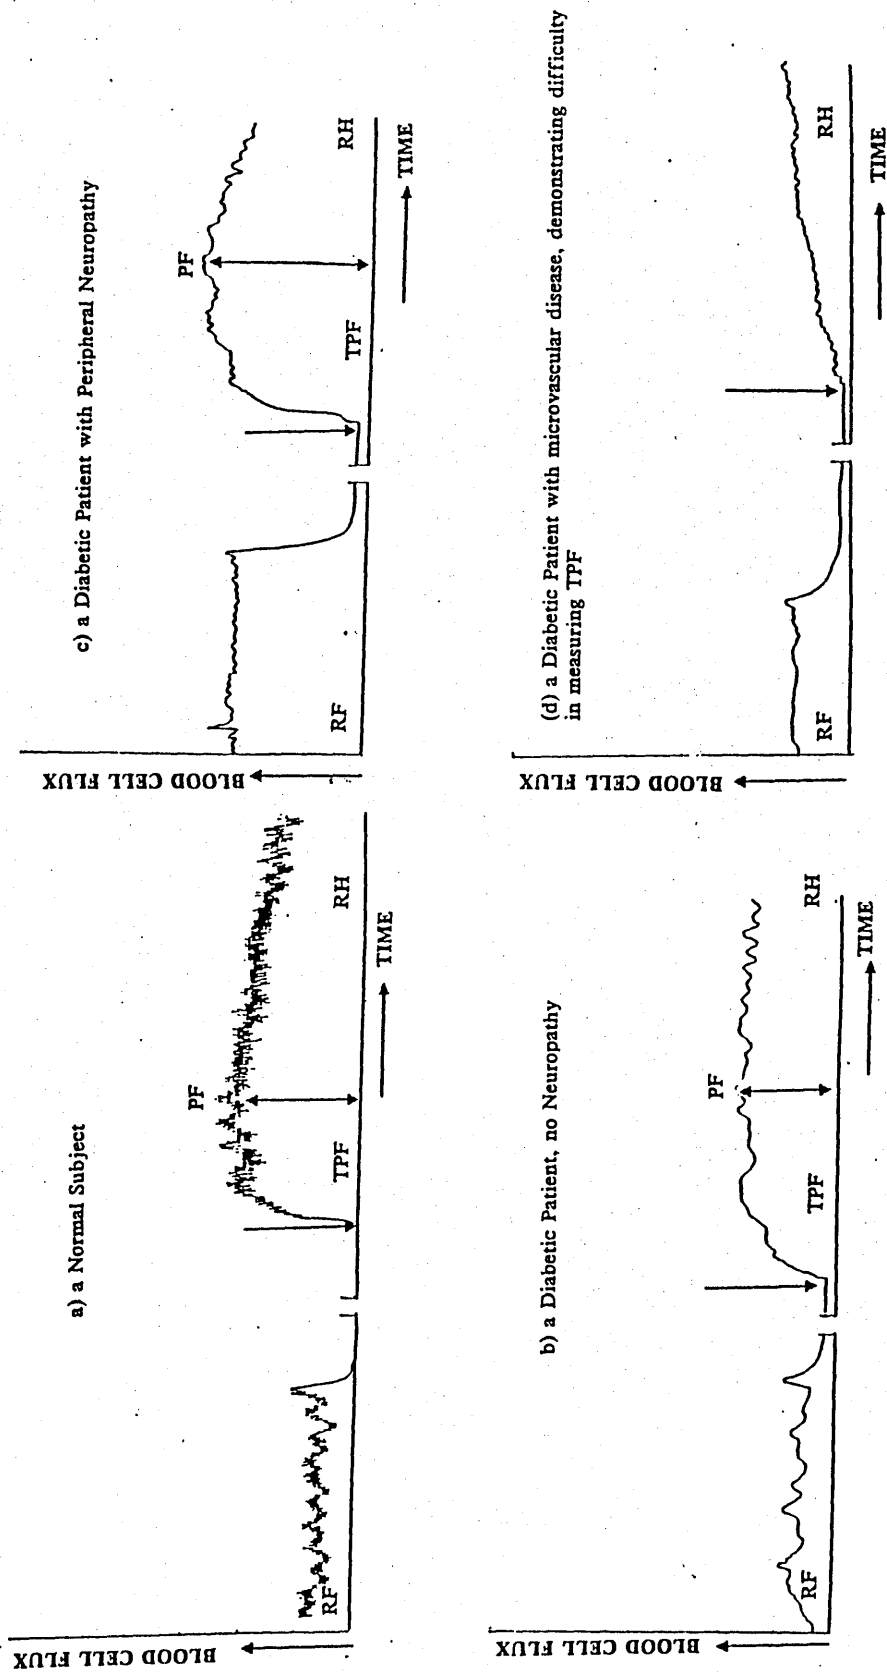 a) a Normal Subject
BLOOD CELL FLUX
RF
TPF
PF
RH
TIME
b) a Diabetic Patient, no Neuropathy
BLOOD CELL FLUX
RF
TPF
PF
RH
TIME
c) a Diabetic Patient with Peripheral Neuropathy
BLOOD CELL FLUX
RF
TPF
PF
RH
TIME
(d) a Diabetic Patient with microvascular disease, demonstrating difficulty
in measuring TPF
BLOOD CELL FLUX
RF
RH
TIME